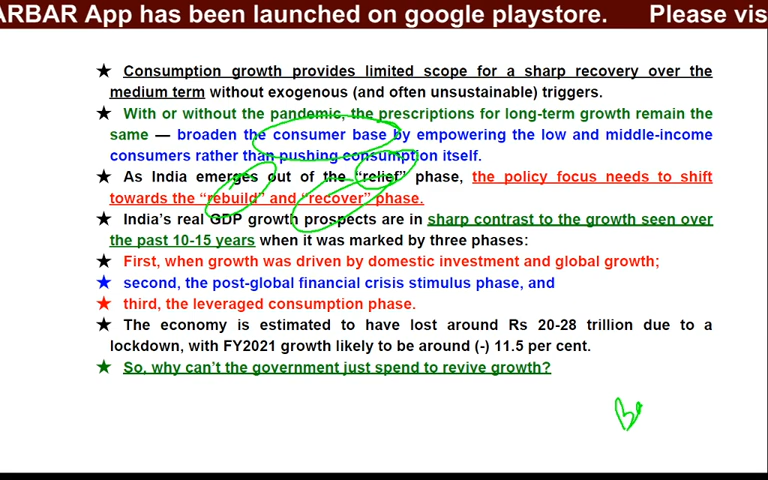 ARBAR App has been launched on google playstore. Please vis
★ Consumption growth provides limited scope for a sharp recovery over the
medium term without exogenous (and often unsustainable) triggers.
★ With or without the pandemic, the prescriptions for long-term growth remain the
same — broaden the consumer base by empowering the low and middle-income
consumers rather than pushing consumption itself.
★ As India emerges out of the “relief” phase, the policy focus needs to shift
towards the “rebuild” and “recover” phase.
★ India’s real GDP growth prospects are in sharp contrast to the growth seen over
the past 10-15 years when it was marked by three phases:
★ First, when growth was driven by domestic investment and global growth;
★ second, the post-global financial crisis stimulus phase, and
★ third, the leveraged consumption phase.
★ The economy is estimated to have lost around Rs 20-28 trillion due to a
lockdown, with FY2021 growth likely to be around (-) 11.5 per cent.
★ So, why can’t the government just spend to revive growth?